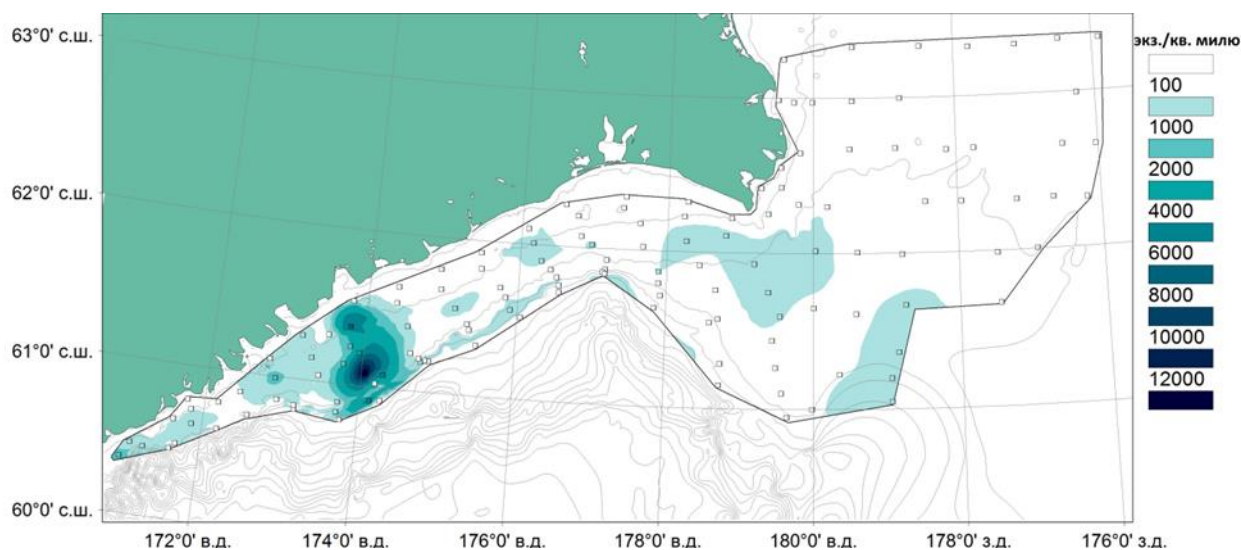 63°0' с.ш.
62°0' с.ш.
61°0' с.ш.
60°0' с.ш.
172°0' в.д.
174°0' в.д.
176°0' в.д.
178°0' в.д.
180°0' в.д.
178°0' з.д.
176°0' з.д.
экз./кв. милю
100
1000
2000
4000
6000
8000
10000
12000